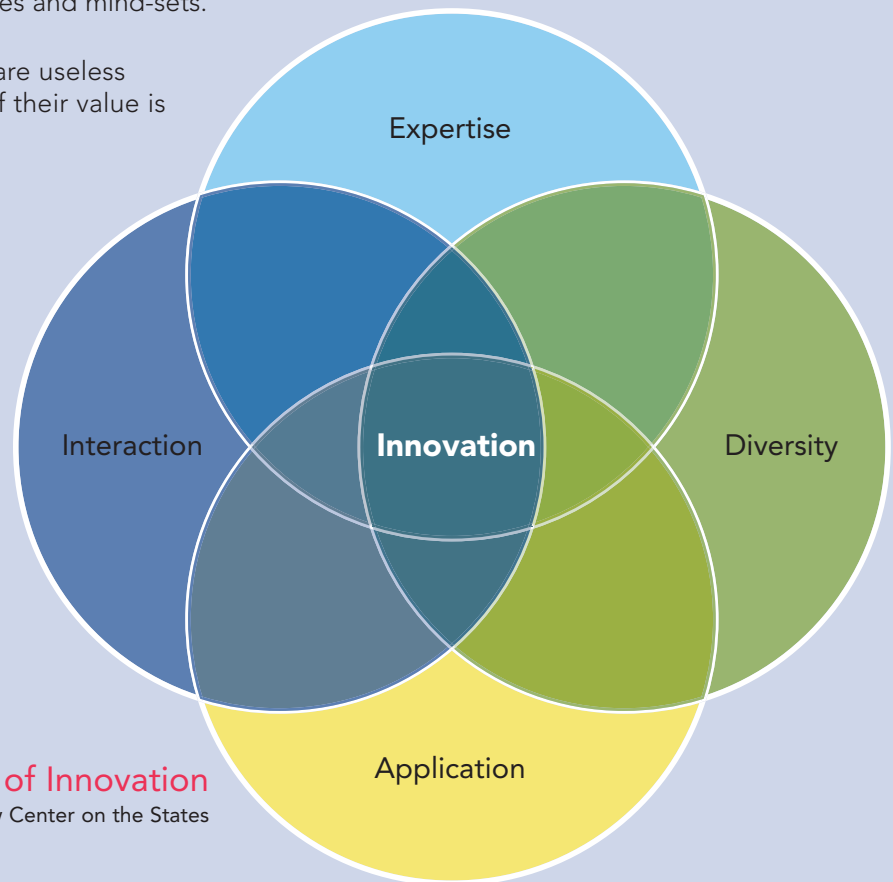 es and mind-sets.
are useless
f their value is
Expertise
Interaction
Innovation
Diversity
Application
of Innovation
Center on the States